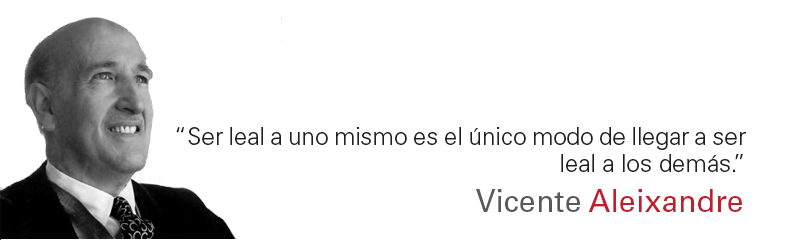 “Ser leal a uno mismo es el único modo de llegar a ser
leal a los demás.”
Vicente Aleixandre